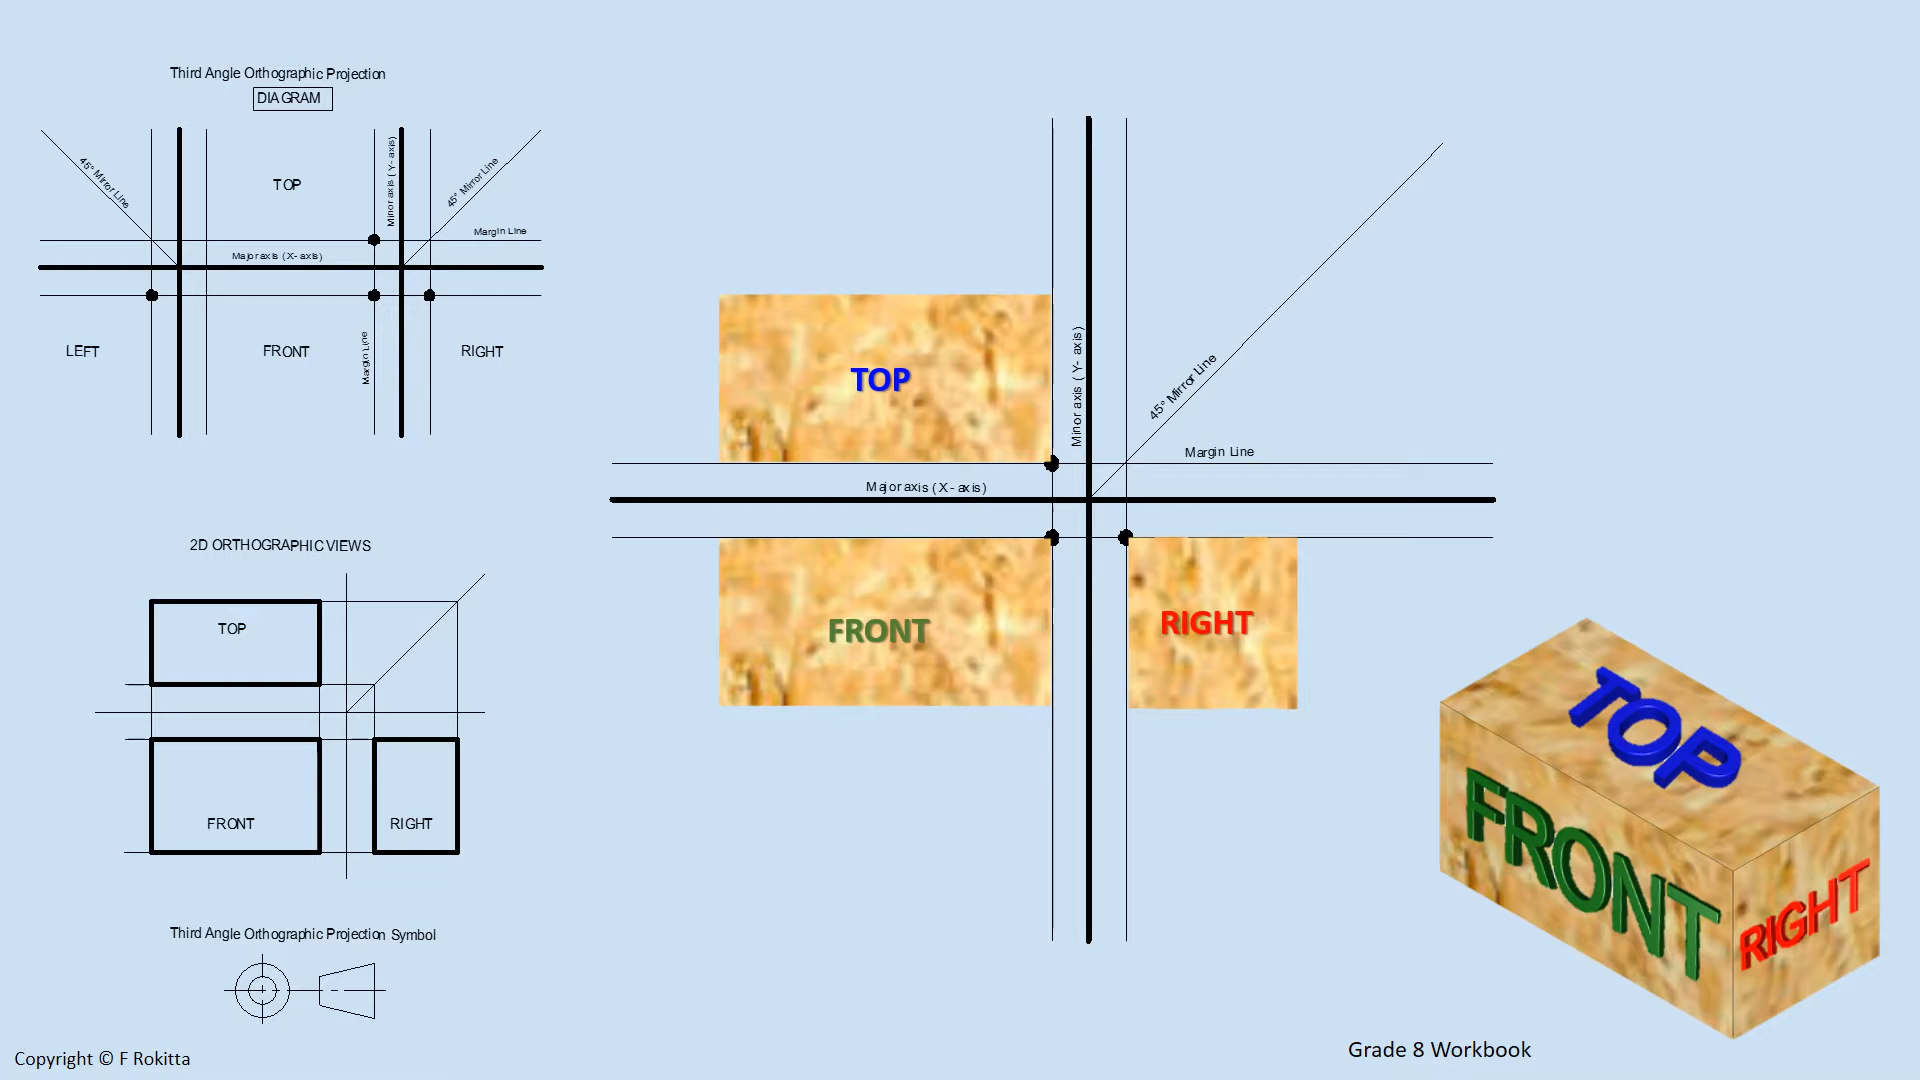 Third Angle Orthographic Projection
DIAGRAM
45° Mirror Line
TOP
Minor axis ( Y- axis)
45° Mirror Line
Margin Line
Major axis ( X- axis)
LEFT
FRONT
Margin Line
RIGHT
2D ORTHOGRAPHIC VIEWS
TOP
FRONT
RIGHT
Third Angle Orthographic Projection Symbol
Copyright © F Rokitta
TOP
Minor axis ( Y- axis)
45° Mirror Line
Margin Line
Major axis ( X - axis)
FRONT
RIGHT
TOP
FRONT
RIGHT
Grade 8 Workbook